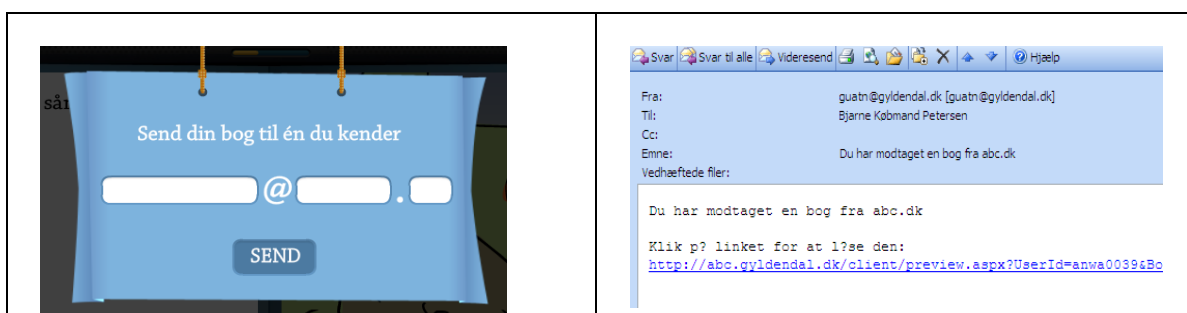 sår
Send din bog til én du kender
@ .
SEND
Svar Svar til alle Videresend Hjælp
Fra: guatn@gyldendal.dk [guatn@gyldendal.dk]
Til: Bjarne Købmand Petersen
Cc:
Emne: Du har modtaget en bog fra abc.dk
Vedhæftede filer:
Du har modtaget en bog fra abc.dk
Klik p? linket for at l?se den:
http://abc.gyldendal.dk/client/preview.aspx?UserId=anwa0039&Bo